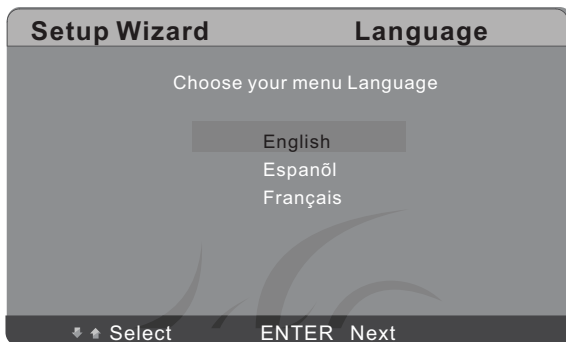 Setup Wizard Language
Choose your menu Language
English
Espanõl
Français
Select ENTER Next